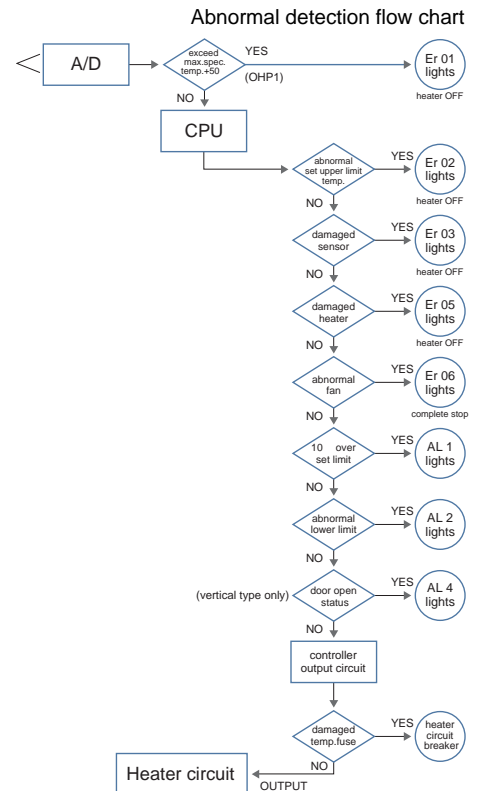 Abnormal detection flow chart
A/D
exceed
max.spec.
temp.+50
YES
(OHP1)
Er 01
lights
heater OFF
NO
CPU
abnormal
set upper limit
temp.
YES
Er 02
lights
heater OFF
NO
damaged
sensor
YES
Er 03
lights
heater OFF
NO
damaged
heater
YES
Er 05
lights
heater OFF
NO
abnormal
fan
YES
Er 06
lights
complete stop
NO
10 over
set limit
YES
AL 1
lights
NO
abnormal
lower limit
YES
AL 2
lights
NO
(vertical type only)
door open
status
YES
AL 4
lights
NO
controller
output circuit
damaged
temp.fuse
YES
heater
circuit
breaker
NO
OUTPUT
Heater circuit